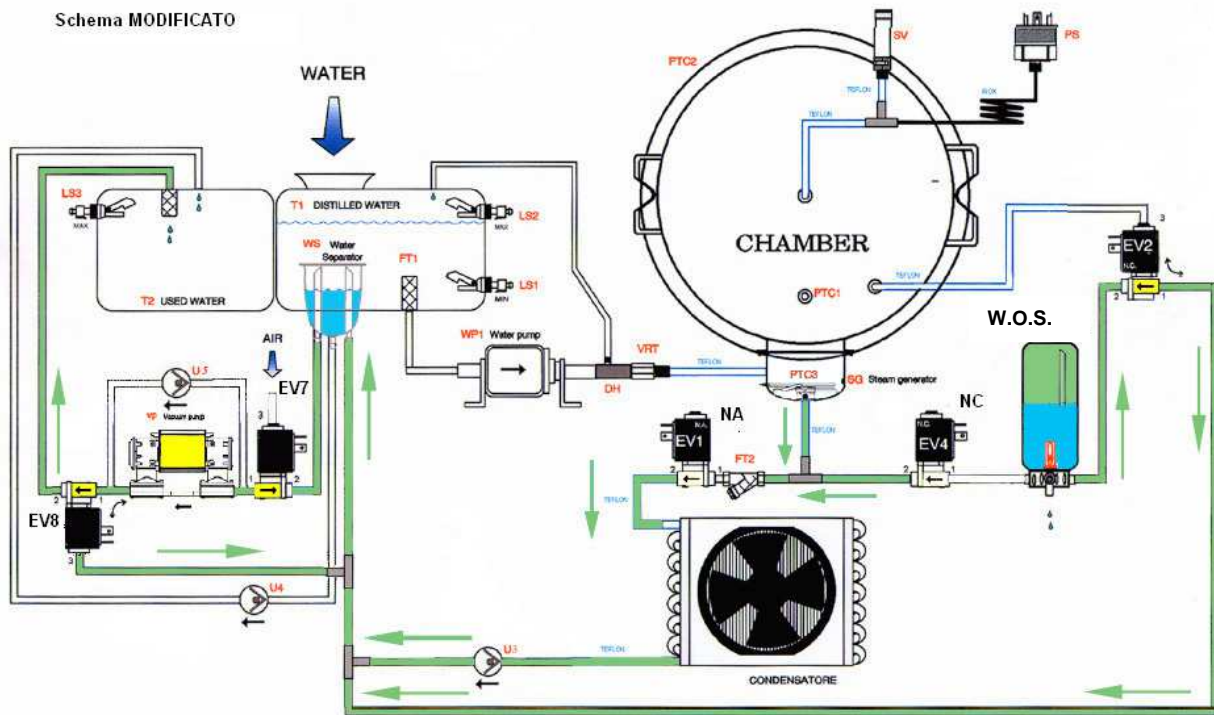 Schema MODIFICATO
WATER
SV
PS
PTC2
TEFLON
INOX
TEFLON
LS3
MAX
T1 DISTILLED WATER
LS2
MAX
WS Water
Separator
FT1
LS1
MIN
T2 USED WATER
CHAMBER
PTC1
TEFLON
3
EV2
N.C.
2
1
W.O.S.
AIR
EV7
3
U5
VP Vacuum pump
WP1 Water pump
VRT
DH
TEFLON
PTC3
SG Steam generator
TEFLON
NA
N.A.
EV1
2
1
FT2
NC
N.C.
EV4
2
1
2
1
1
2
EV8
3
TEFLON
U4
U3
TEFLON
CONDENSATORE